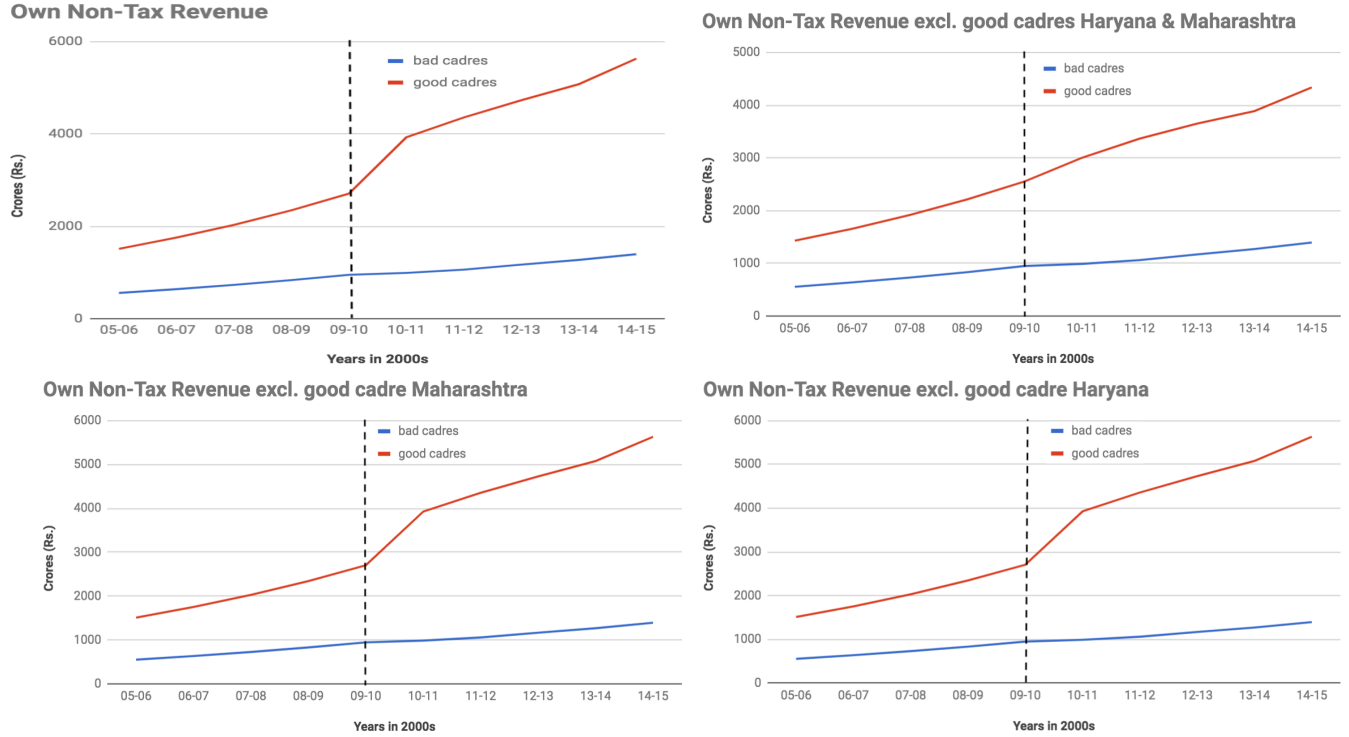 Own Non-Tax Revenue
6000
4000
2000
0
Crores (Rs.)
bad cadres
good cadres
05-06 06-07 07-08 08-09 09-10 10-11 11-12 12-13 13-14 14-15
Years in 2000s
Own Non-Tax Revenue excl. good cadres Haryana & Maharashtra
5000
4000
3000
2000
1000
0
Crores (Rs.)
bad cadres
good cadres
05-06 06-07 07-08 08-09 09-10 10-11 11-12 12-13 13-14 14-15
Years in 2000s
Own Non-Tax Revenue excl. good cadre Maharashtra
6000
5000
4000
3000
2000
1000
0
Crores (Rs.)
bad cadres
good cadres
05-06 06-07 07-08 08-09 09-10 10-11 11-12 12-13 13-14 14-15
Years in 2000s
Own Non-Tax Revenue excl. good cadre Haryana
6000
5000
4000
3000
2000
1000
0
Crores (Rs.)
bad cadres
good cadres
05-06 06-07 07-08 08-09 09-10 10-11 11-12 12-13 13-14 14-15
Years in 2000s